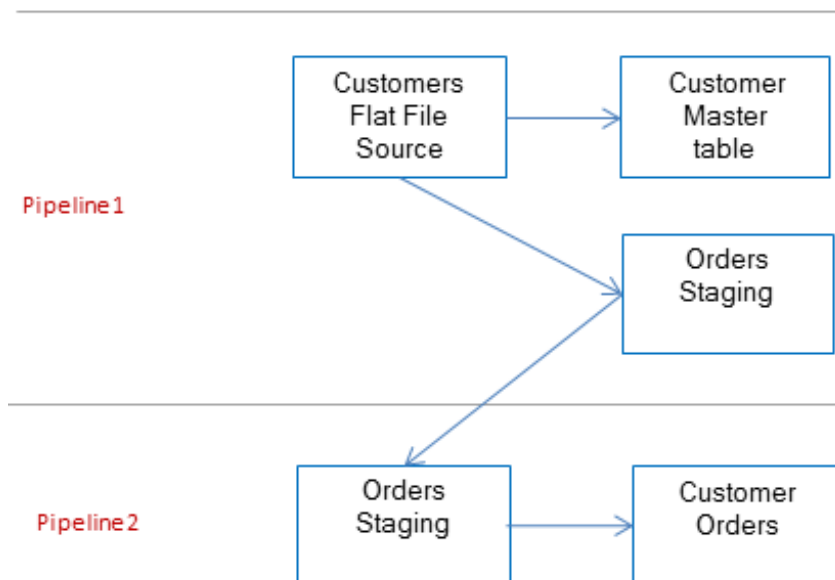 Customers
Flat File
Source
Customer
Master
table
Pipeline1
Orders
Staging
Orders
Staging
Customer
Orders
Pipeline2